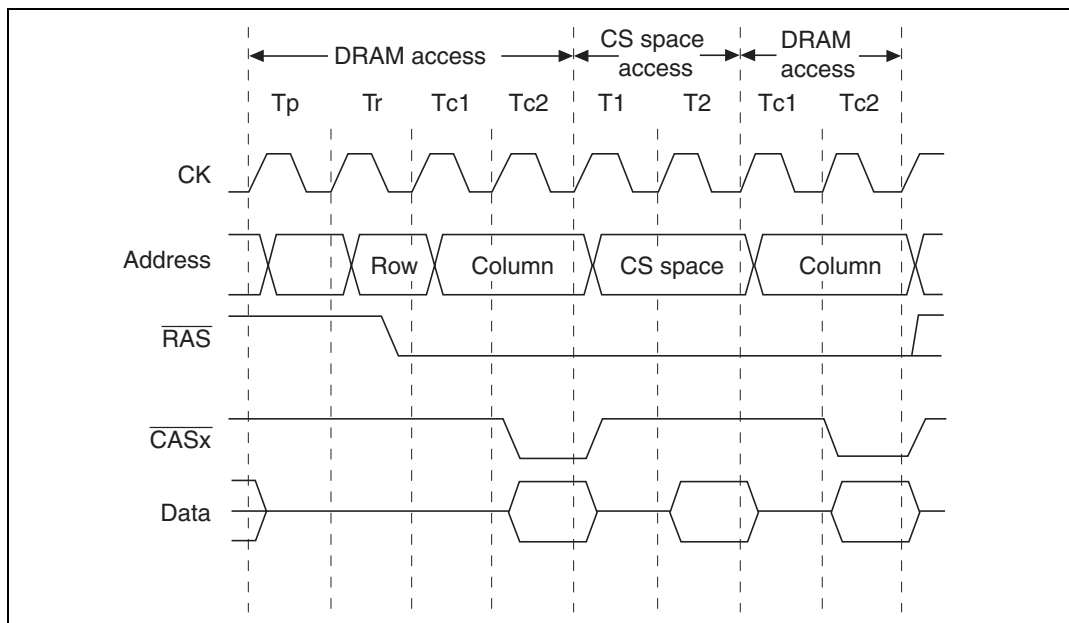 DRAM access
CS space access
DRAM access
Tp Tr Tc1 Tc2 T1 T2 Tc1 Tc2
CK
Address
Row Column CS space Column
RAS
CASx
Data